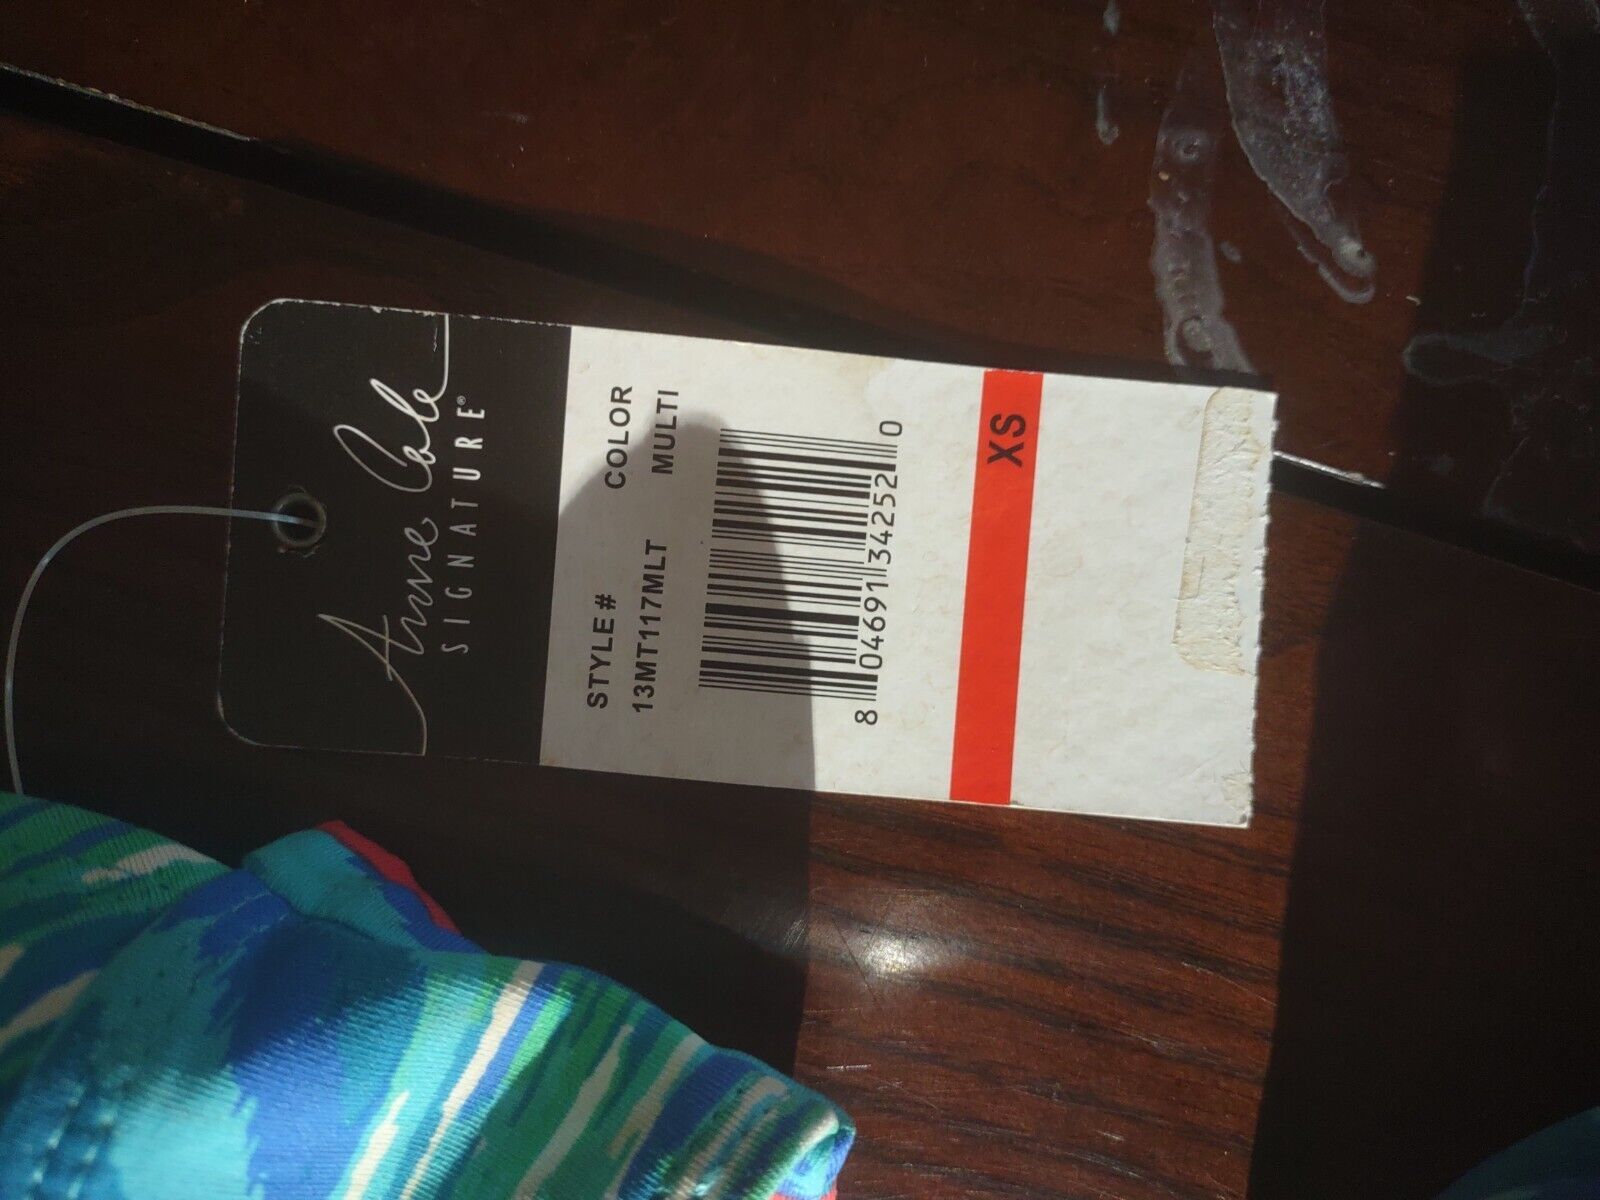 Anne Cole
SIGNATURE®
STYLE # COLOR
13MT117MLT MULTI
8 04691 34252 0
XS